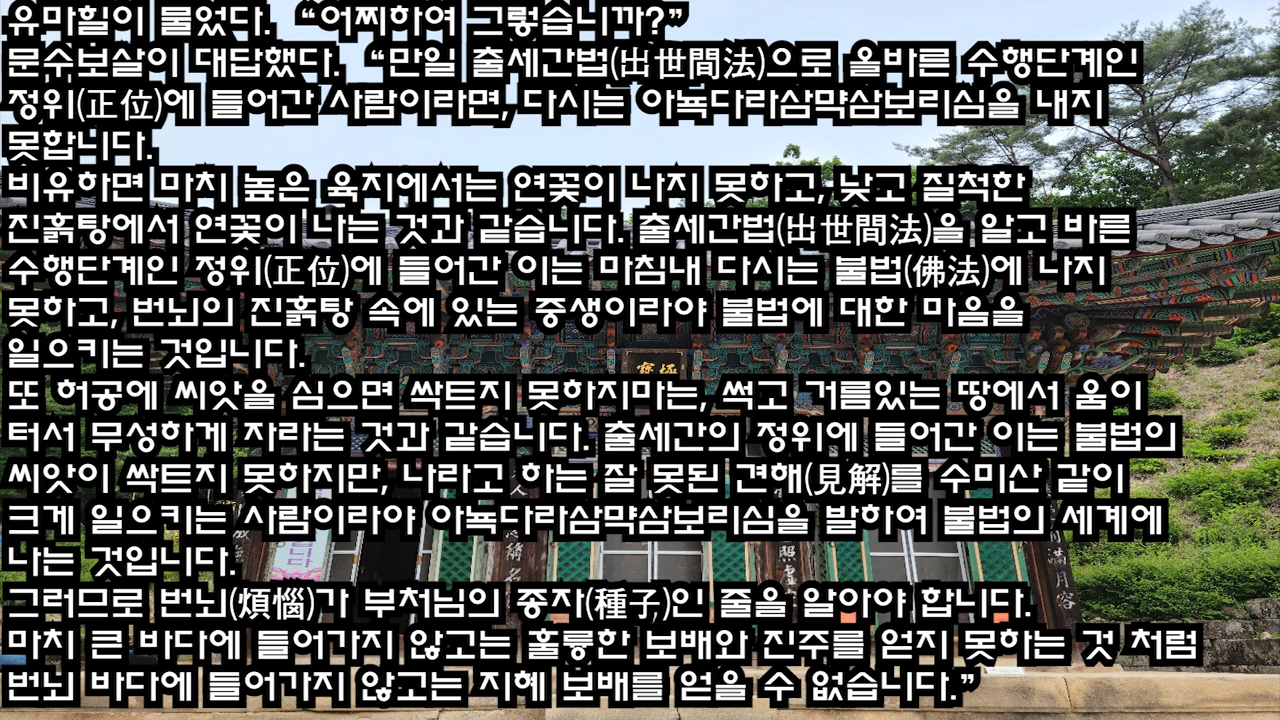 유마힐이 물었다. “어찌하여 그렇습니까?”
문수보살이 대답했다. “만일 출세간법(出世間法)으로 올바른 수행단계인
정위(正位)에 들어간 사람이라면, 다시는 아뇩다라삼먁삼보리심을 내지
못합니다.
비유하면 마치 높은 육지에서는 연꽃이 나지 못하고, 낮고 질척한
진흙탕에서 연꽃이 나는 것과 같습니다. 출세간법(出世間法)을 알고 바른
수행단계인 정위(正位)에 들어간 이는 마침내 다시는 불법(佛法)에 나지
못하고, 번뇌의 진흙탕 속에 있는 중생이라야 불법에 대한 마음을
일으키는 것입니다.
또 허공에 씨앗을 심으면 싹트지 못하지마는, 썩고 거름있는 땅에서 움이
터서 무성하게 자라는 것과 같습니다. 출세간의 정위에 들어간 이는 불법의
씨앗이 싹트지 못하지만, 나라고 하는 잘 못된 견해(見解)를 수미산 같이
크게 일으키는 사람이라야 아뇩다라삼먁삼보리심을 발하여 불법의 세계에
나는 것입니다.
그러므로 번뇌(煩惱)가 부처님의 종자(種子)인 줄을 알아야 합니다.
마치 큰 바다에 들어가지 않고는 훌륭한 보배와 진주를 얻지 못하는 것 처럼
번뇌 바다에 들어가지 않고는 지혜 보배를 얻을 수 없습니다.”